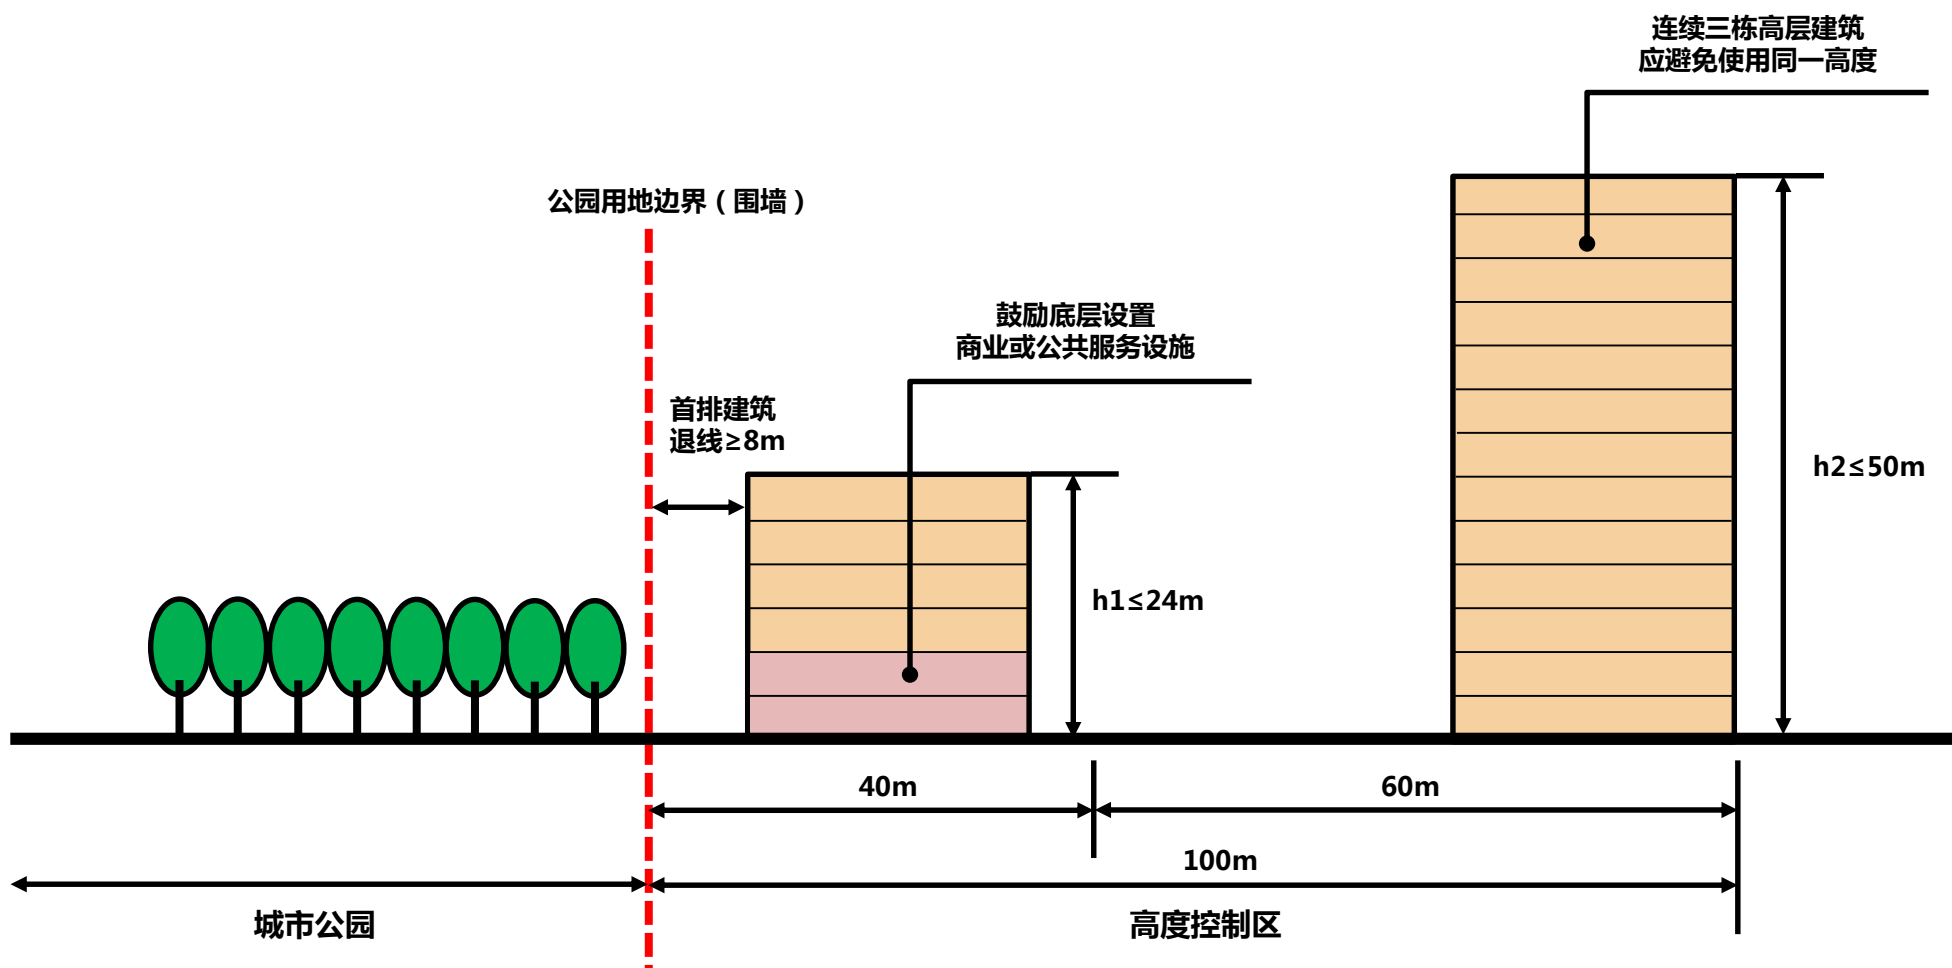 连续三栋高层建筑
应避免使用同一高度
公园用地边界（围墙）
鼓励底层设置
商业或公共服务设施
首排建筑
退线≥8m
h2≤50m
h1≤24m
40m
60m
100m
城市公园
高度控制区